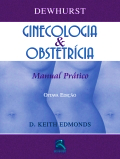 DEWHURST
GINECOLOGIA
& OBSTETRÍCIA
Manual Prático
OITAVA EDIÇÃO
D. KEITH EDMONDS